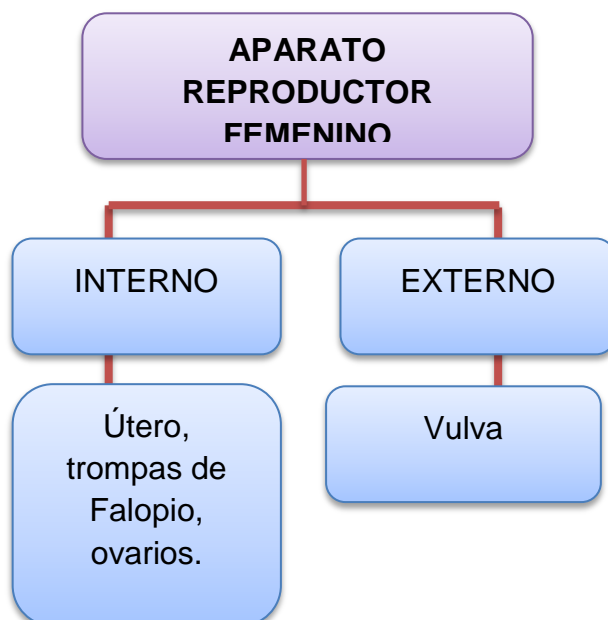 APARATO
REPRODUCTOR
FEMENINO
INTERNO
EXTERNO
Útero,
trompas de
Falopio,
ovarios.
Vulva